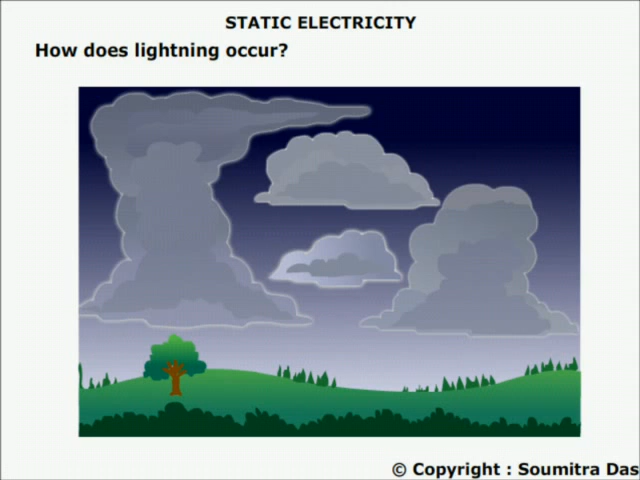 STATIC ELECTRICITY
How does lightning occur?
© Copyright : Soumitra Das